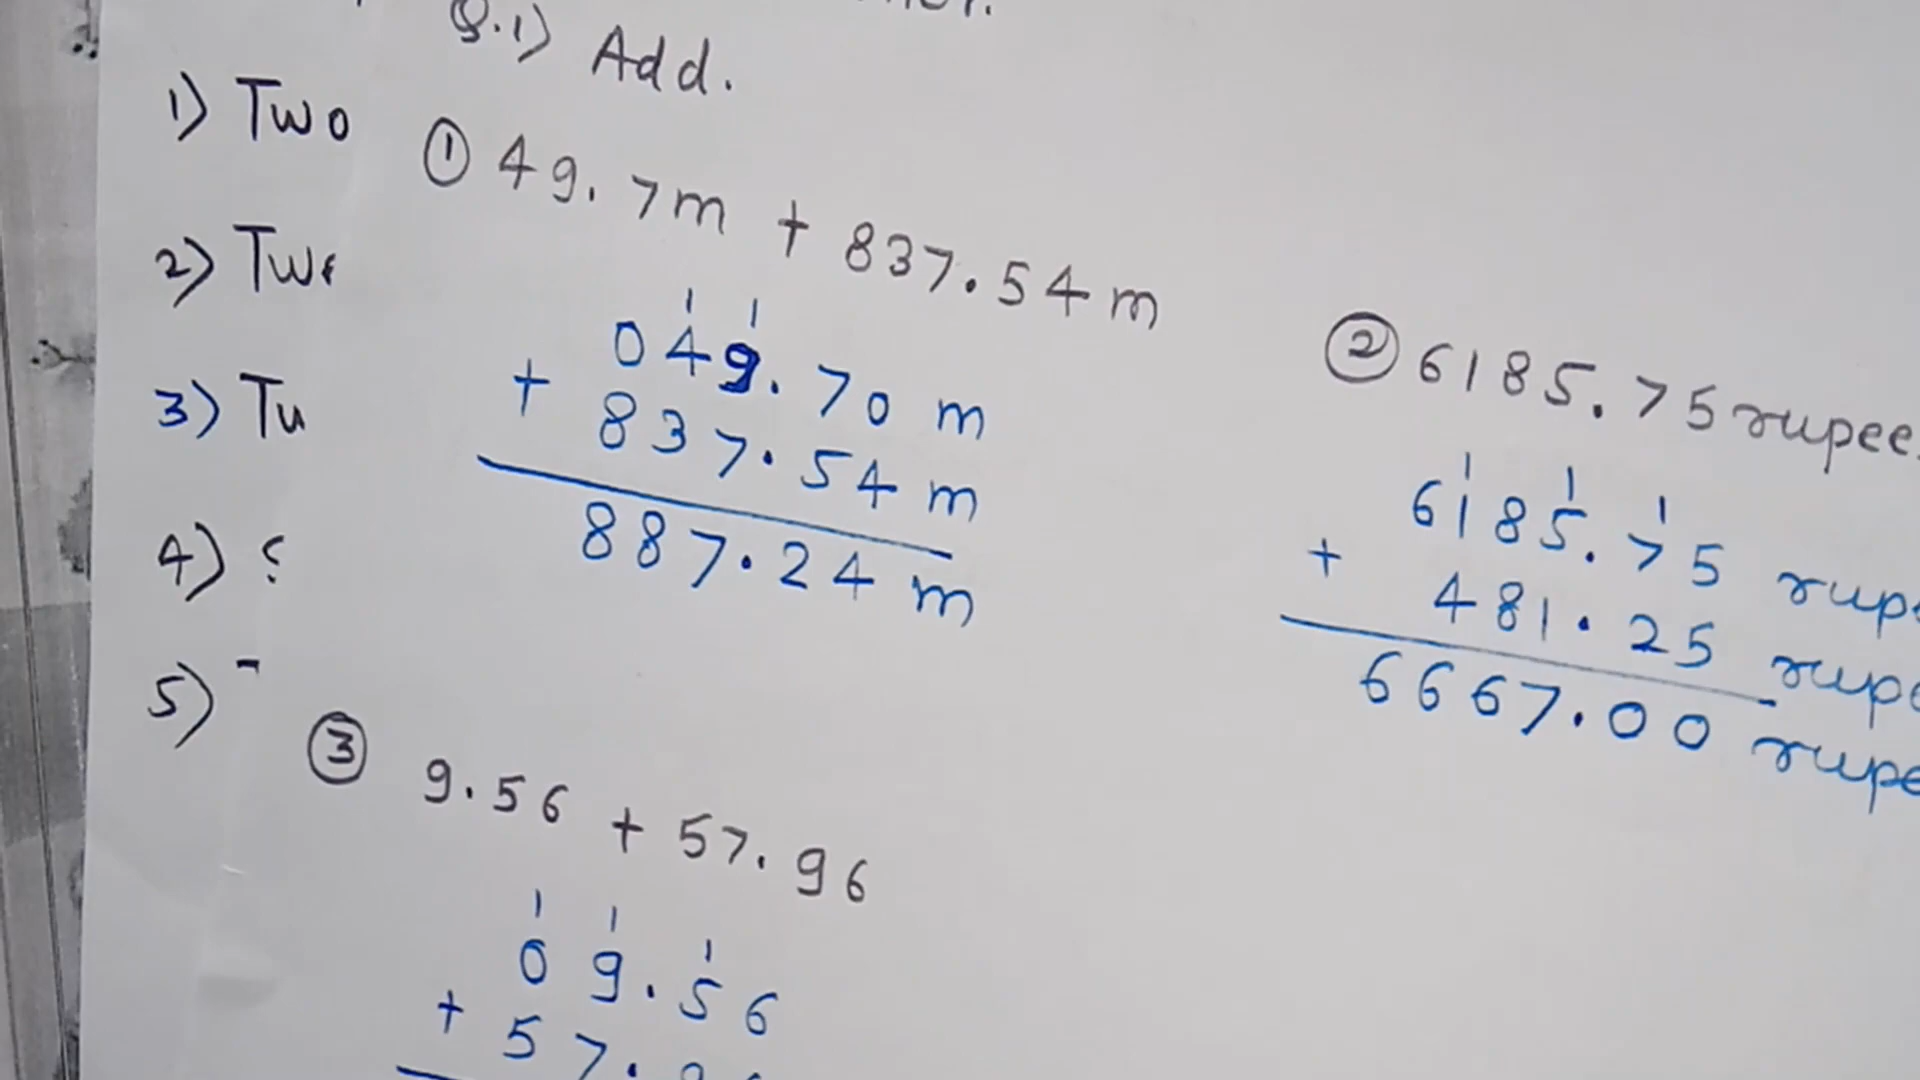 Q.1) Add.
1) Two
① 49.7m + 837.54 m
2) Tw
1 1
049.70 m
+ 837.54 m
887.24 m
② 6185.75 rupee
1 1 1
6185.75 rup
+ 481.25 rupe
6667.00 rupe
3) Tu
4)
5)
③ 9.56 + 57.96
1 1 1
09.56
+ 57.